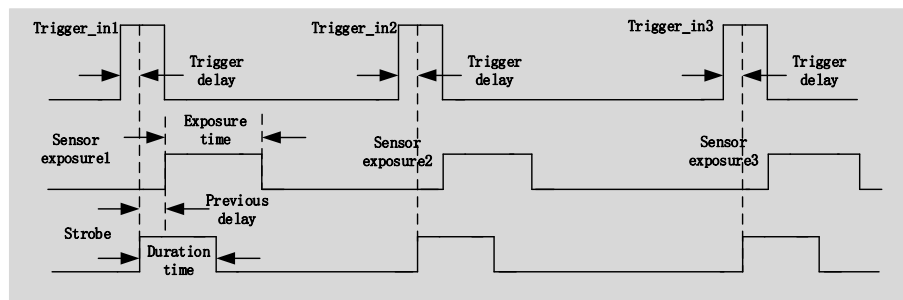 Trigger_in1
Trigger_in2
Trigger_in3
Trigger
delay
Trigger
delay
Trigger
delay
Exposure
time
Sensor
exposure1
Sensor
exposure2
Sensor
exposure3
Previous
delay
Strobe
Duration
time